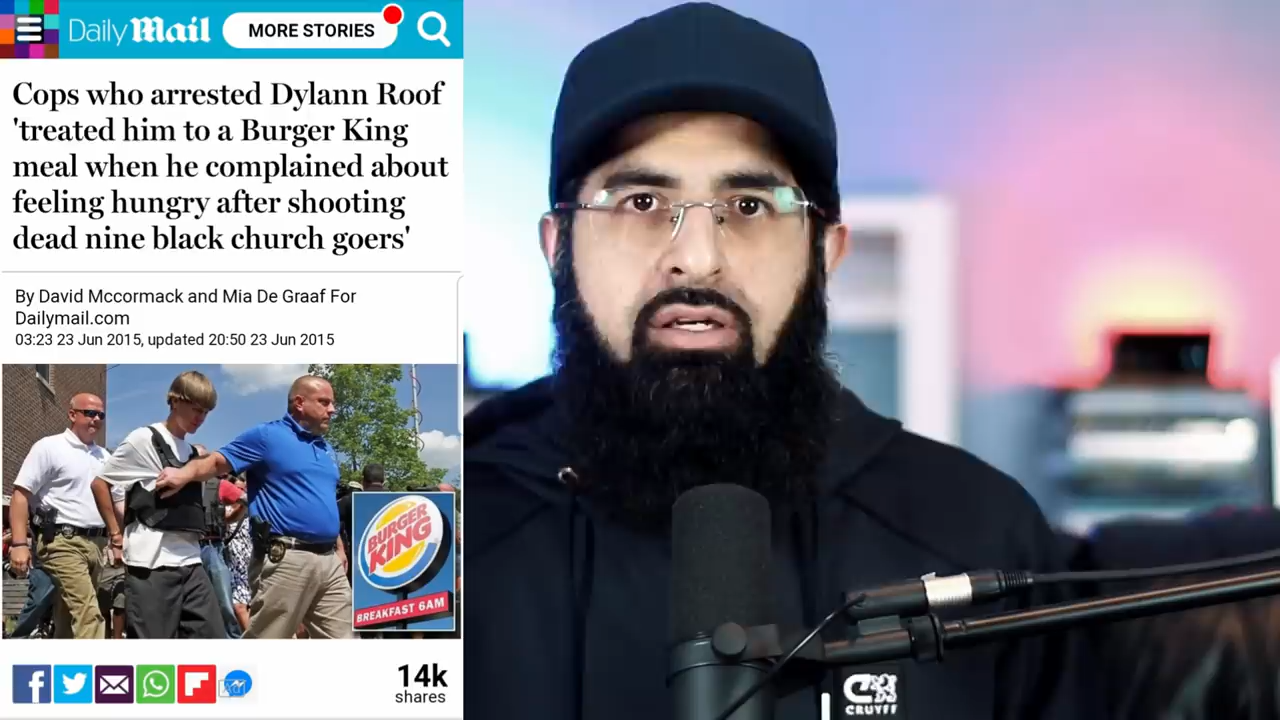 Daily Mail
MORE STORIES
Cops who arrested Dylann Roof
'treated him to a Burger King
meal when he complained about
feeling hungry after shooting
dead nine black church goers'
By David Mccormack and Mia De Graaf For
Dailymail.com
03:23 23 Jun 2015, updated 20:50 23 Jun 2015
BURGER
KING
BREAKFAST 6AM
14k
shares
CRUYFF